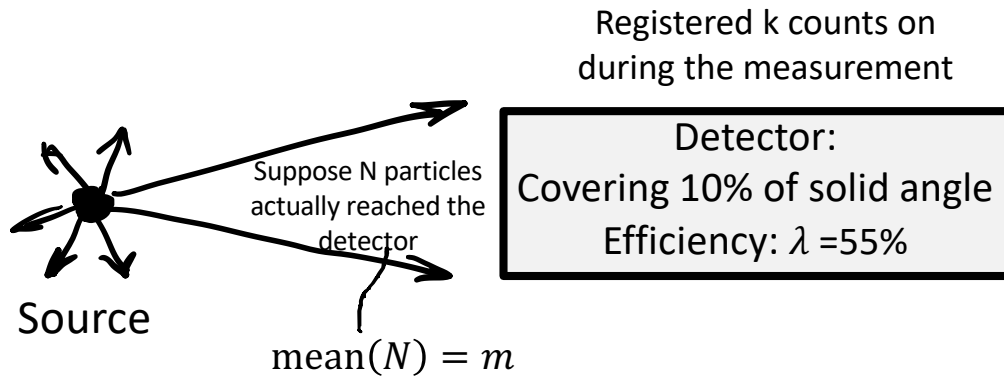 Registered k counts on
during the measurement
Detector:
Covering 10% of solid angle
Efficiency: λ =55%
Suppose N particles
actually reached the
detector
Source
mean(N) = m